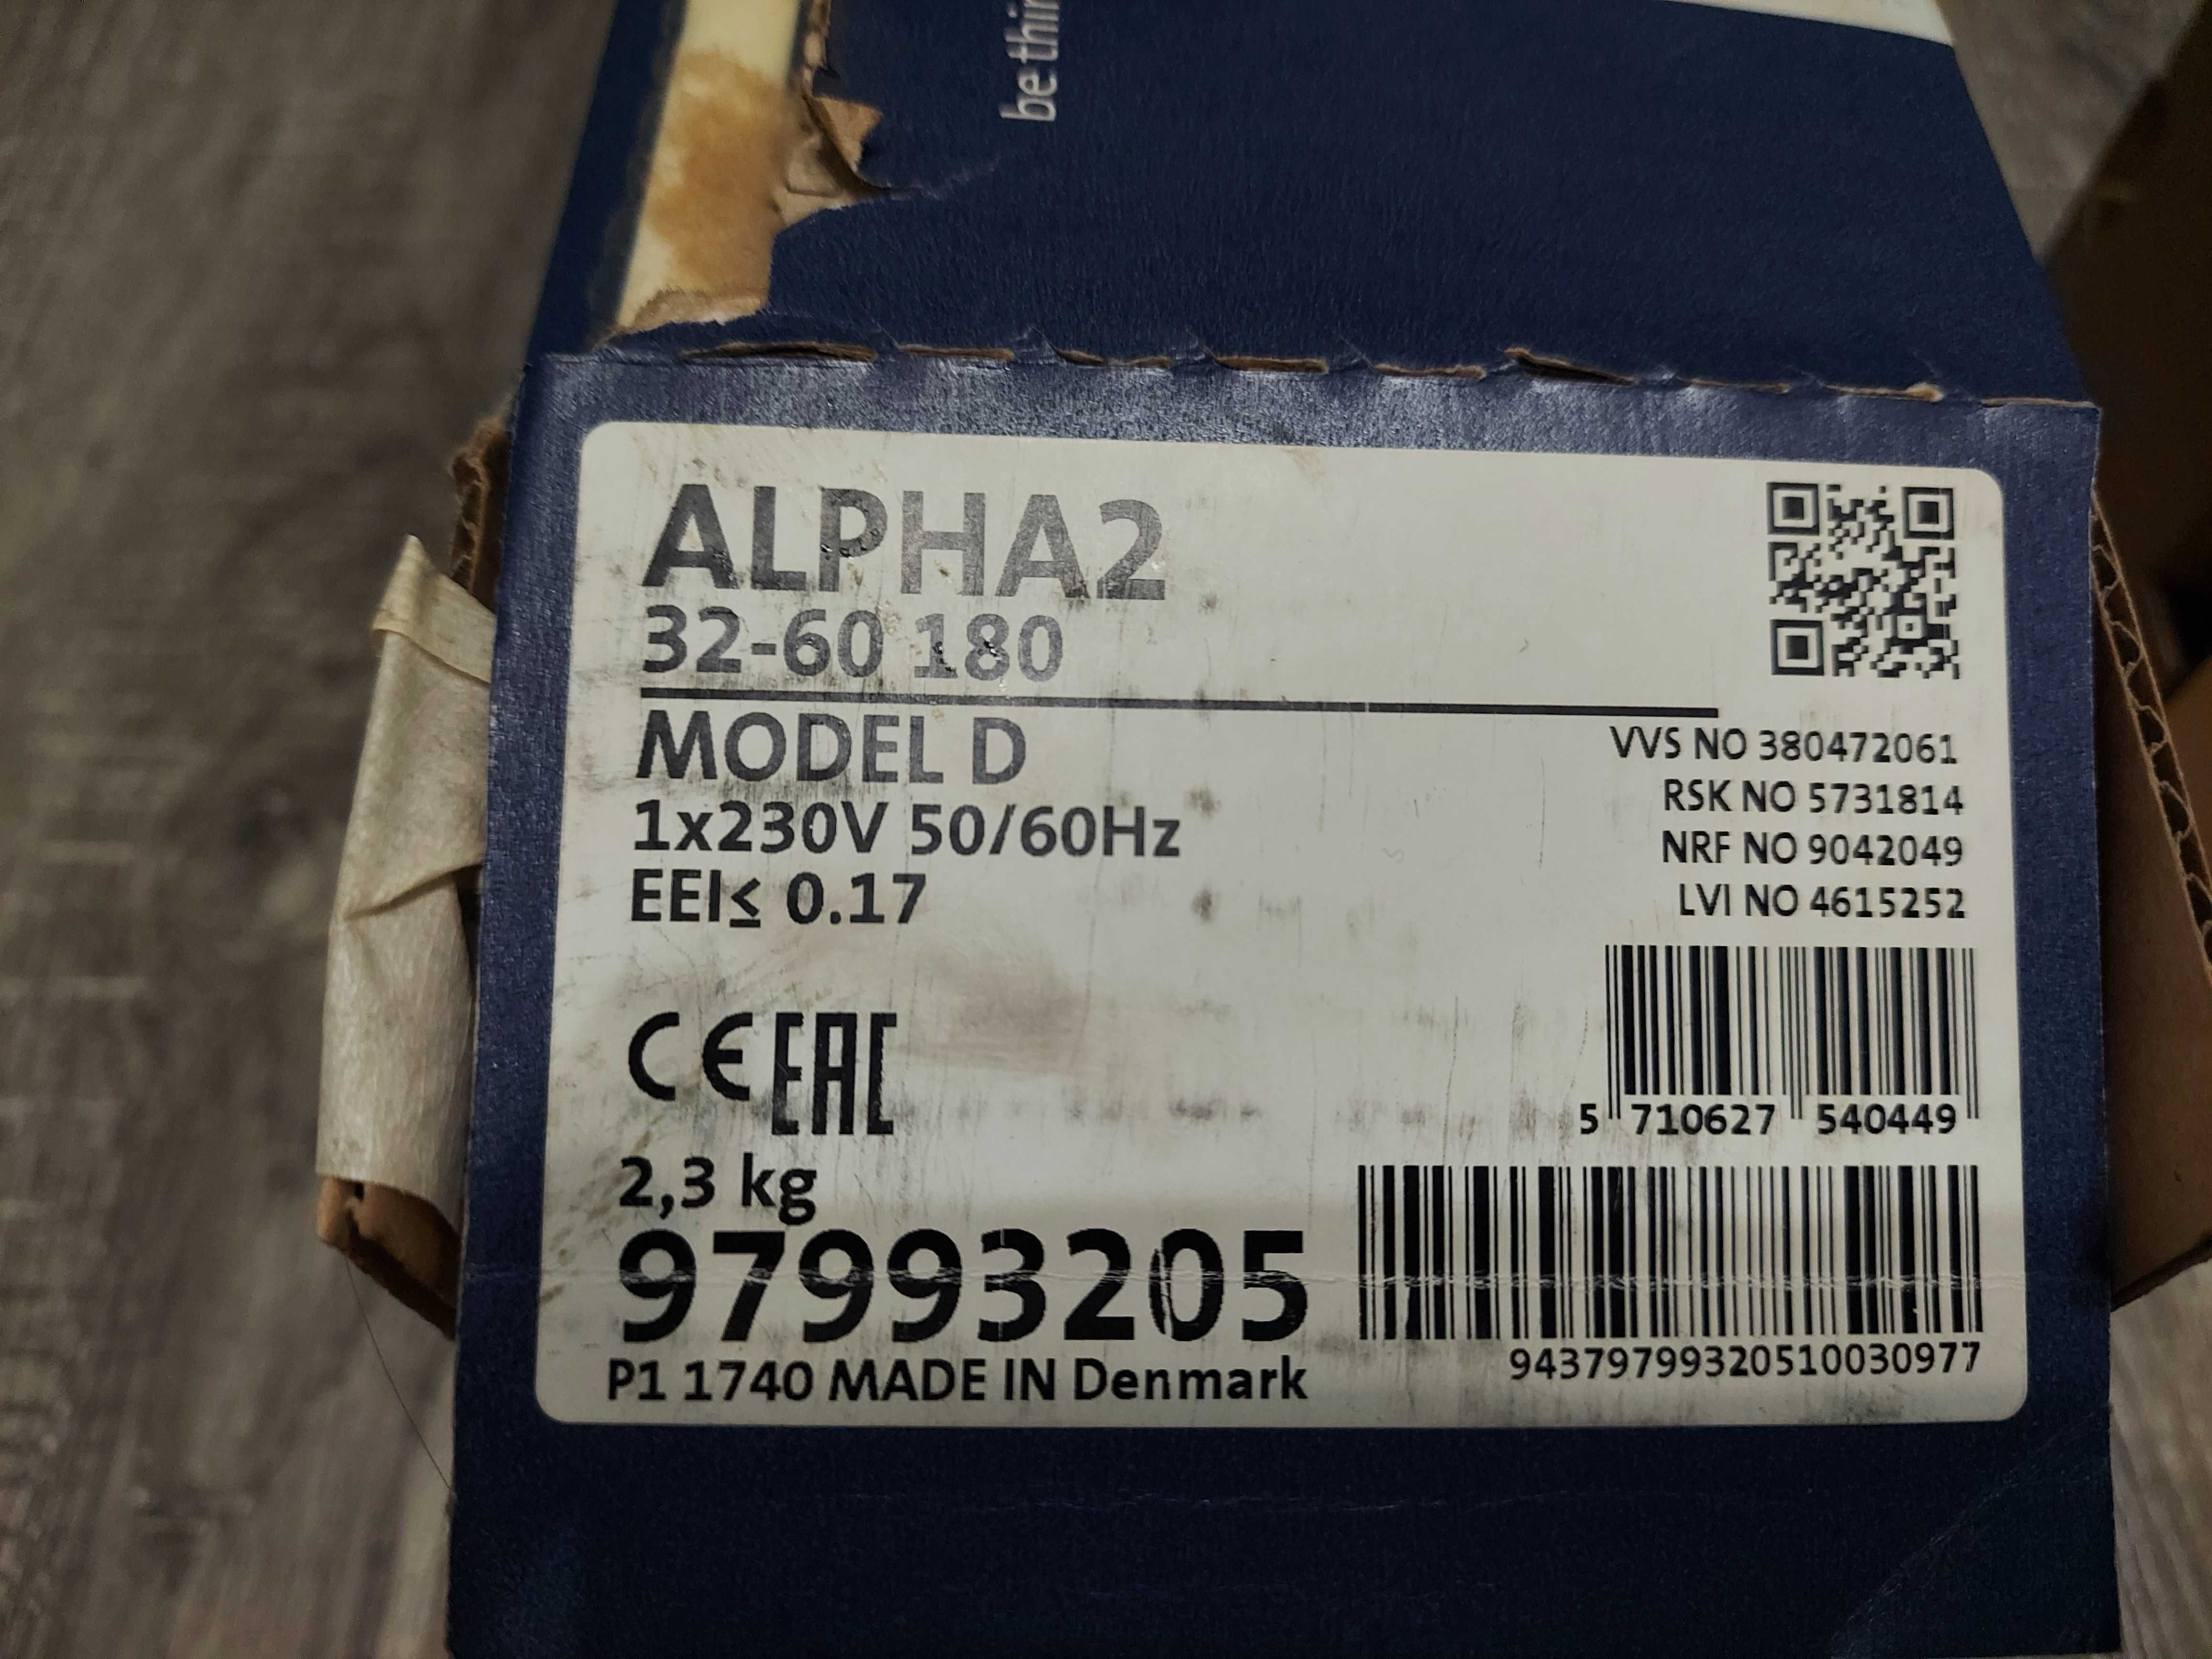 be thin
ALPHA2
32-60 180
MODEL D
1x230V 50/60Hz
EEI≤ 0.17
VVS NO 380472061
RSK NO 5731814
NRF NO 9042049
LVI NO 4615252
5 710627 540449
CE EAC
2,3 kg
97993205
P1 1740 MADE IN Denmark
94379799320510030977